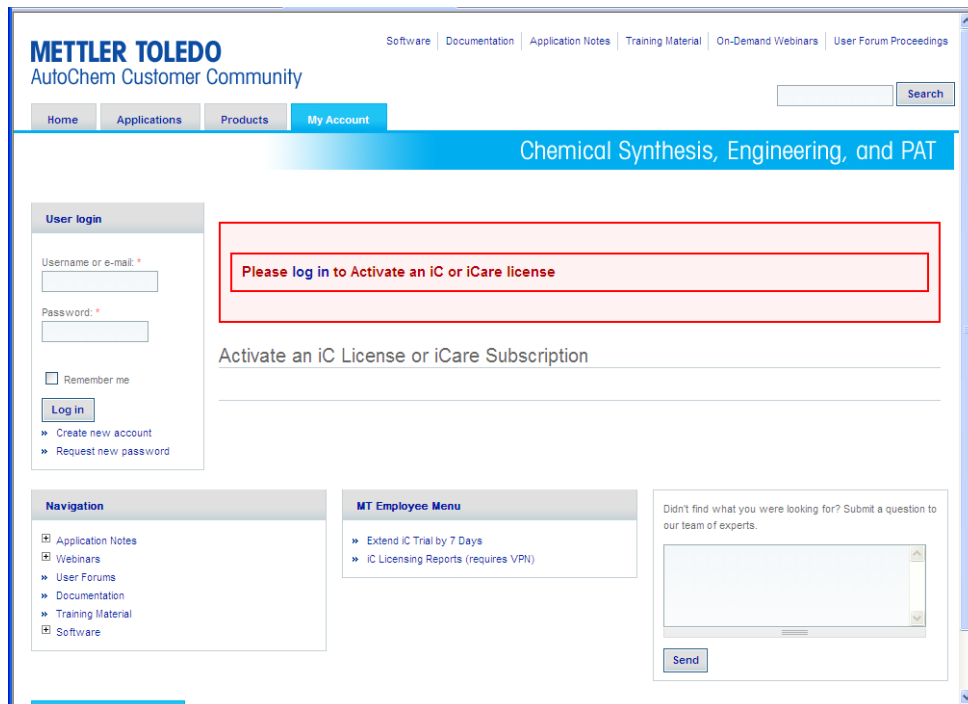 METTLER TOLEDO
AutoChem Customer Community
Software Documentation Application Notes Training Material On-Demand Webinars User Forum Proceedings
Search
Home Applications Products My Account
Chemical Synthesis, Engineering, and PAT
User login
Username or e-mail: *
Password: *
Remember me
Log in
» Create new account
» Request new password
Please log in to Activate an iC or iCare license
Activate an iC License or iCare Subscription
Navigation
Application Notes
Webinars
» User Forums
» Documentation
» Training Material
Software
MT Employee Menu
» Extend iC Trial by 7 Days
» iC Licensing Reports (requires VPN)
Didn't find what you were looking for? Submit a question to
our team of experts.
Send